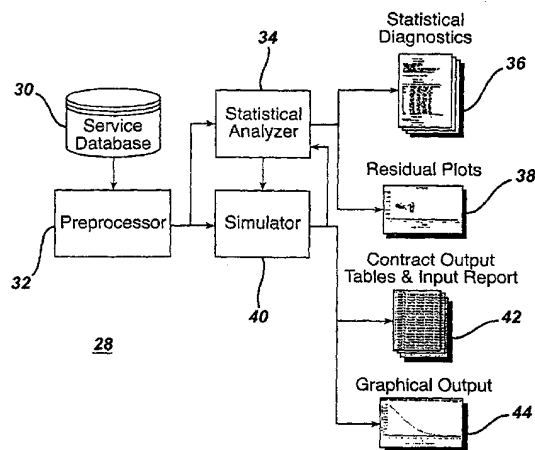 Statistical
Diagnostics
34
36
30
Service
Database
Statistical
Analyzer
Residual Plots
38
Preprocessor
Simulator
32
40
Contract Output
Tables & Input Report
42
28
Graphical Output
44